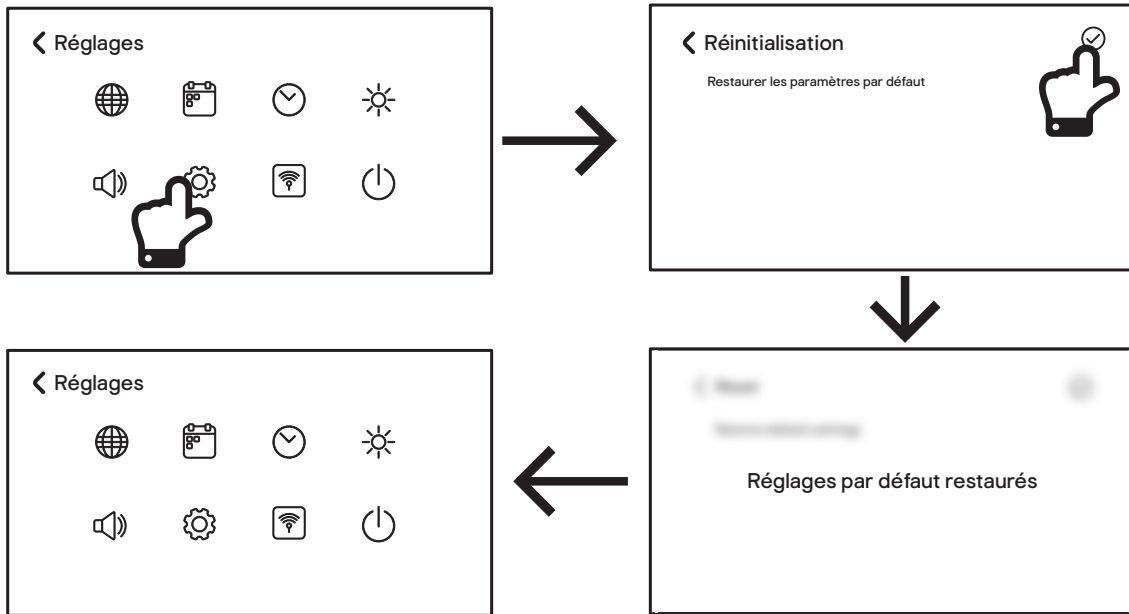 Réglages
Réinitialisation
Restaurer les paramètres par défaut
Réglages
Réglages par défaut restaurés